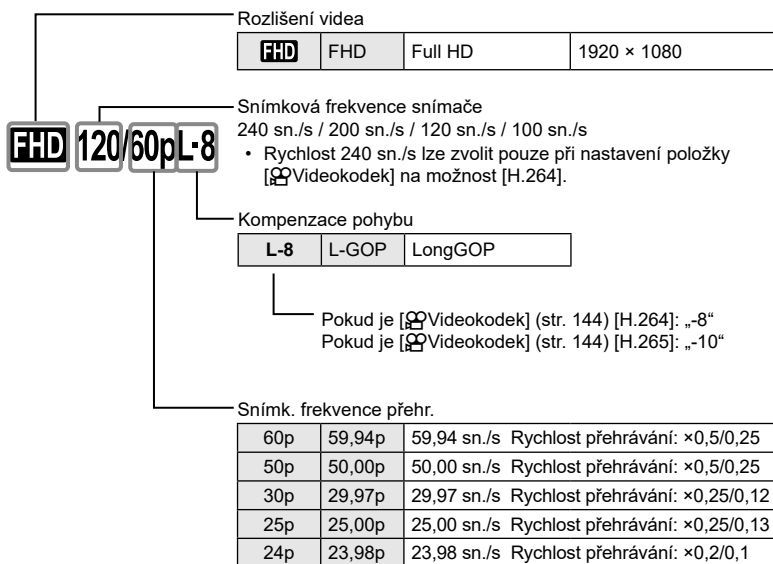 Rozlišení videa
FHD FHD Full HD 1920 × 1080
Snímková frekvence snímače
240 sn./s / 200 sn./s / 120 sn./s / 100 sn./s
FHD 120/60pL-8
• Rychlost 240 sn./s lze zvolit pouze při nastavení položky
[Videokodek] na možnost [H.264].
Kompenzace pohybu
L-8 L-GOP LongGOP
Pokud je [Videokodek] (str. 144) [H.264]: „-8“
Pokud je [Videokodek] (str. 144) [H.265]: „-10“
Snímk. frekvence přehr.
60p 59,94p 59,94 sn./s Rychlost přehrávání: ×0,5/0,25
50p 50,00p 50,00 sn./s Rychlost přehrávání: ×0,5/0,25
30p 29,97p 29,97 sn./s Rychlost přehrávání: ×0,25/0,12
25p 25,00p 25,00 sn./s Rychlost přehrávání: ×0,25/0,13
24p 23,98p 23,98 sn./s Rychlost přehrávání: ×0,2/0,1